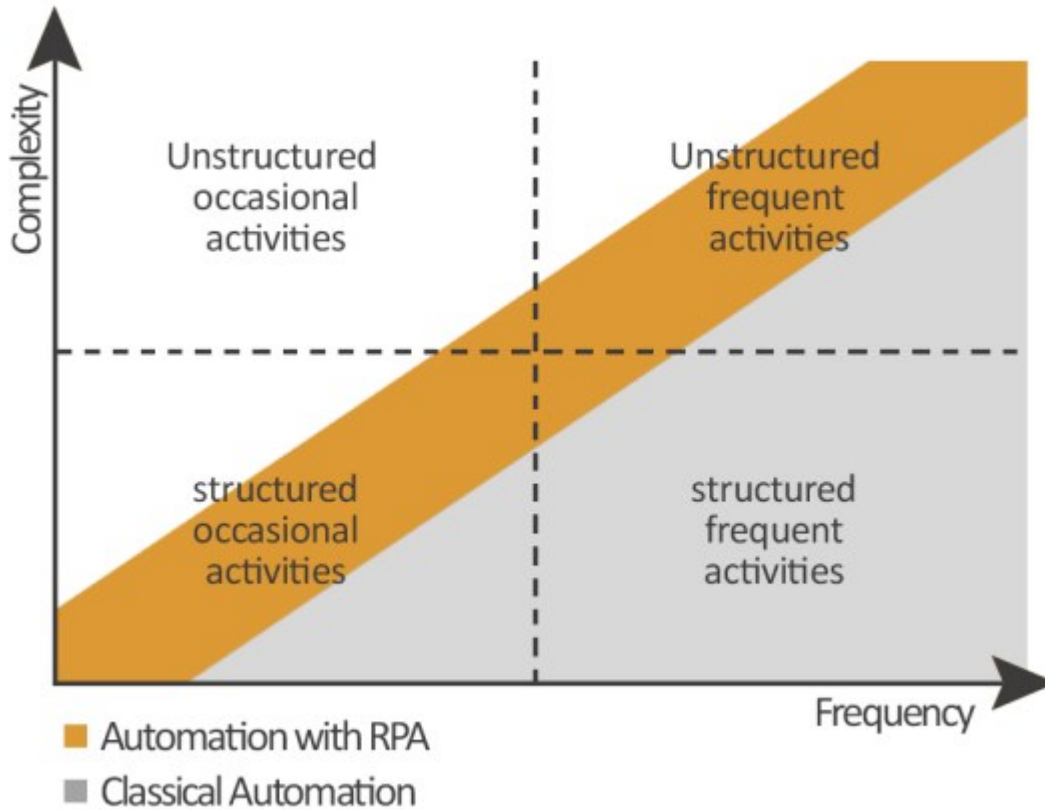 Complexity
Unstructured
occasional
activities
Unstructured
frequent
activities
structured
occasional
activities
structured
frequent
activities
Frequency
Automation with RPA
Classical Automation